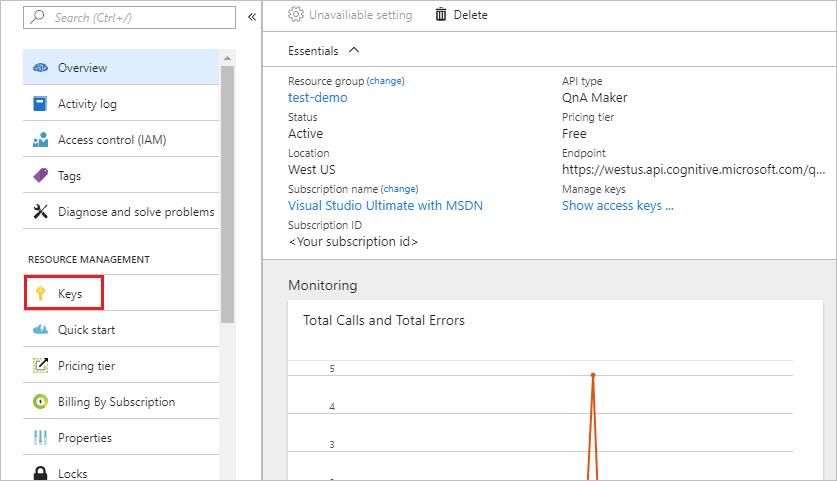 Search (Ctrl+/)
«
Overview
Activity log
Access control (IAM)
Tags
Diagnose and solve problems
RESOURCE MANAGEMENT
Keys
Quick start
Pricing tier
Billing By Subscription
Properties
Locks
Unavailiable setting
Delete
Essentials
Resource group (change)
test-demo
Status
Active
Location
West US
Subscription name (change)
Visual Studio Ultimate with MSDN
Subscription ID
<Your subscription id>
API type
QnA Maker
Pricing tier
Free
Endpoint
https://westus.api.cognitive.microsoft.com/q...
Manage keys
Show access keys ...
Monitoring
Total Calls and Total Errors
5
4
3